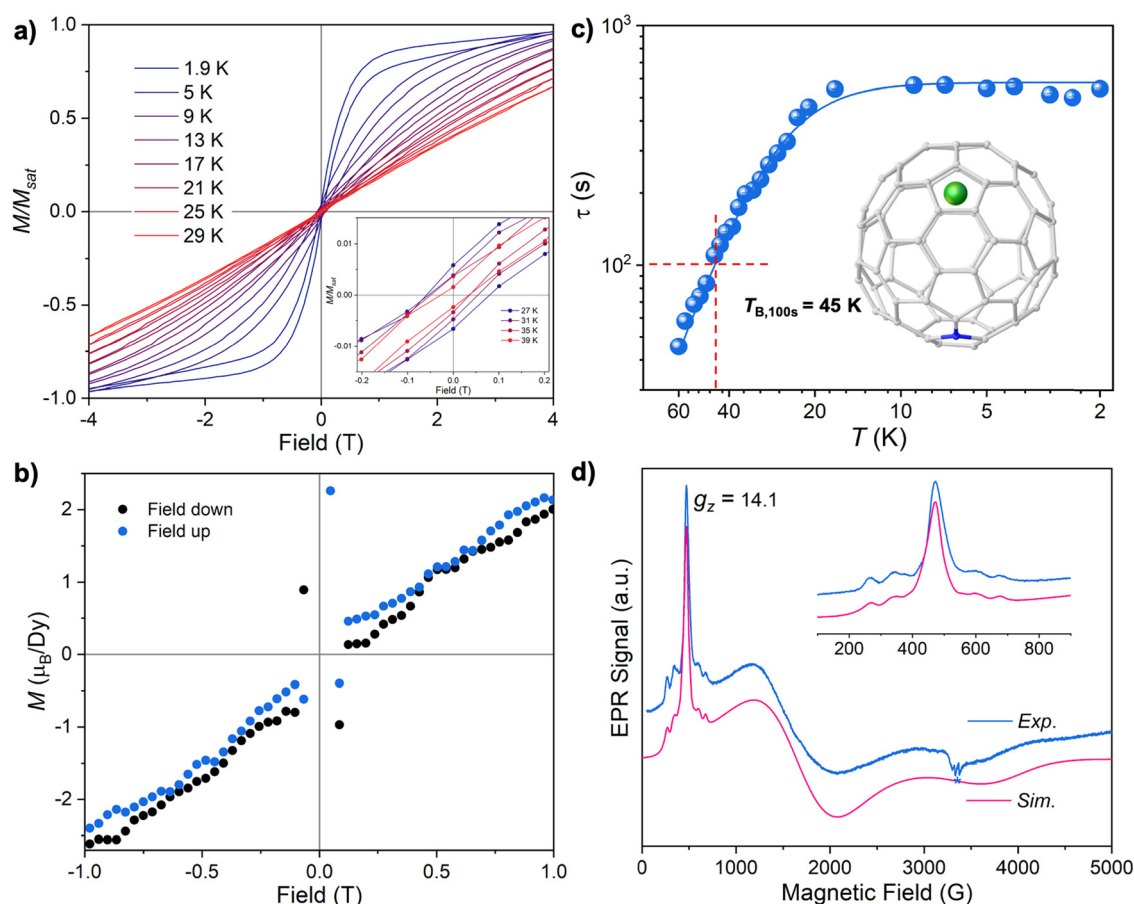 a)
1.0
0.5
0.0
-0.5
-1.0
M/Msat
1.9 K
5 K
9 K
13 K
17 K
21 K
25 K
29 K
0.01
0.00
-0.01
M/Msat
27 K
31 K
35 K
39 K
-0.2 -0.1 0.0 0.1 0.2
Field (T)
-4 -2 0 2 4
Field (T)
c)
10³
10²
τ (s)
TB,100s = 45 K
60 40 20 10 5 2
T (K)
b)
2
1
0
-1
-2
M (μB/Dy)
Field down
Field up
-1.0 -0.5 0.0 0.5 1.0
Field (T)
d)
EPR Signal (a.u.)
gz = 14.1
200 400 600 800
*
Exp.
Sim.
0 1000 2000 3000 4000 5000
Magnetic Field (G)